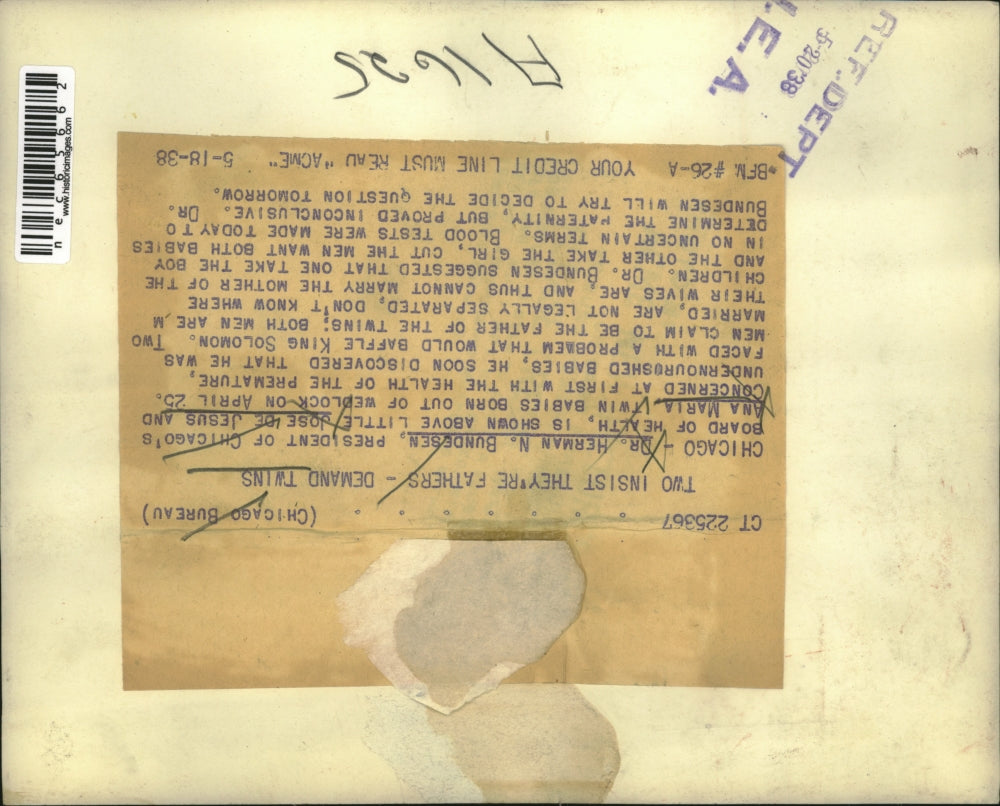 CT 225367 . . . . . . . (CHICAGO BUREAU)
TWO INSIST THEY'RE FATHERS - DEMAND TWINS
CHICAGO - DR. HERMAN N. BUNDESEN, PRESIDENT OF CHICAGO'S
BOARD OF HEALTH, IS SHOWN ABOVE LITTLE JOSE DE JESUS AND
ANA MARIA, TWIN BABIES BORN OUT OF WEDLOCK ON APRIL 25.
CONCERNED AT FIRST WITH THE HEALTH OF THE PREMATURE,
UNDERNOURSHED BABIES, HE SOON DISCOVERED THAT HE WAS
FACED WITH A PROBLEM THAT WOULD BAFFLE KING SOLOMON. TWO
MEN CLAIM TO BE THE FATHER OF THE TWINS; BOTH MEN ARE M
MARRIED, ARE NOT LEGALLY SEPARATED, DON'T KNOW WHERE
THEIR WIVES ARE, AND THUS CANNOT MARRY THE MOTHER OF THE
CHILDREN. DR. BUNDESEN SUGGESTED THAT ONE TAKE THE BOY
AND THE OTHER TAKE THE GIRL, CUT THE MEN WANT BOTH BABIES
IN NO UNCERTAIN TERMS. BLOOD TESTS WERE MADE TODAY TO
DETERMINE THE PATERNITY, BUT PROVED INCONCLUSIVE. DR.
BUNDESEN WILL TRY TO DECIDE THE QUESTION TOMORROW.
BFM #26-A YOUR CREDIT LINE MUST READ "ACME" 5-18-38
A1626
REF. DEPT
5-20 38
N.E.A.
nec65662
www.historicimages.com